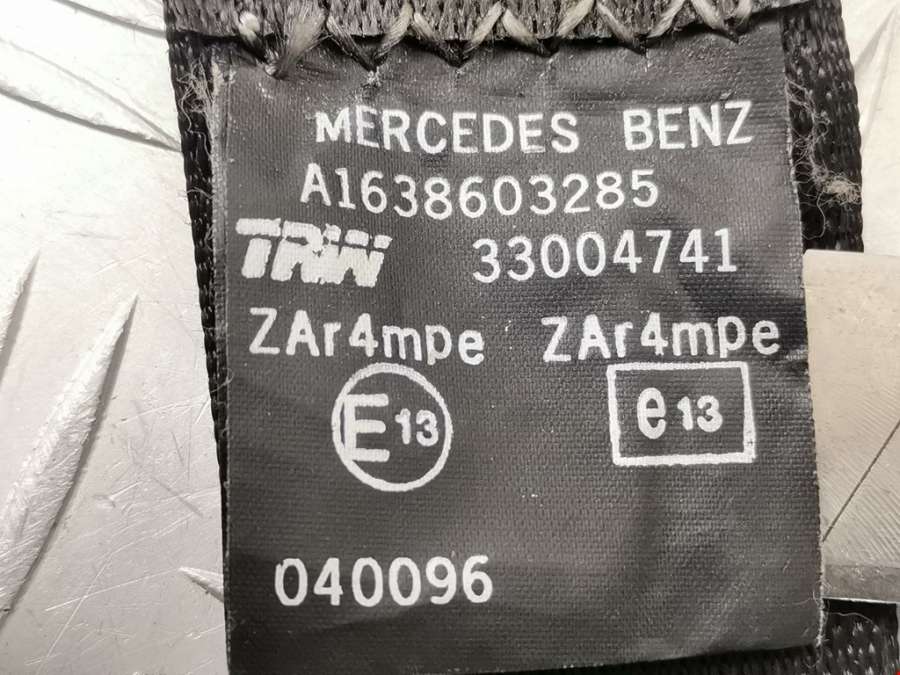 MERCEDES BENZ
A1638603285
TRW 33004741
ZAr4mpe ZAr4mpe
E13 e13
040096